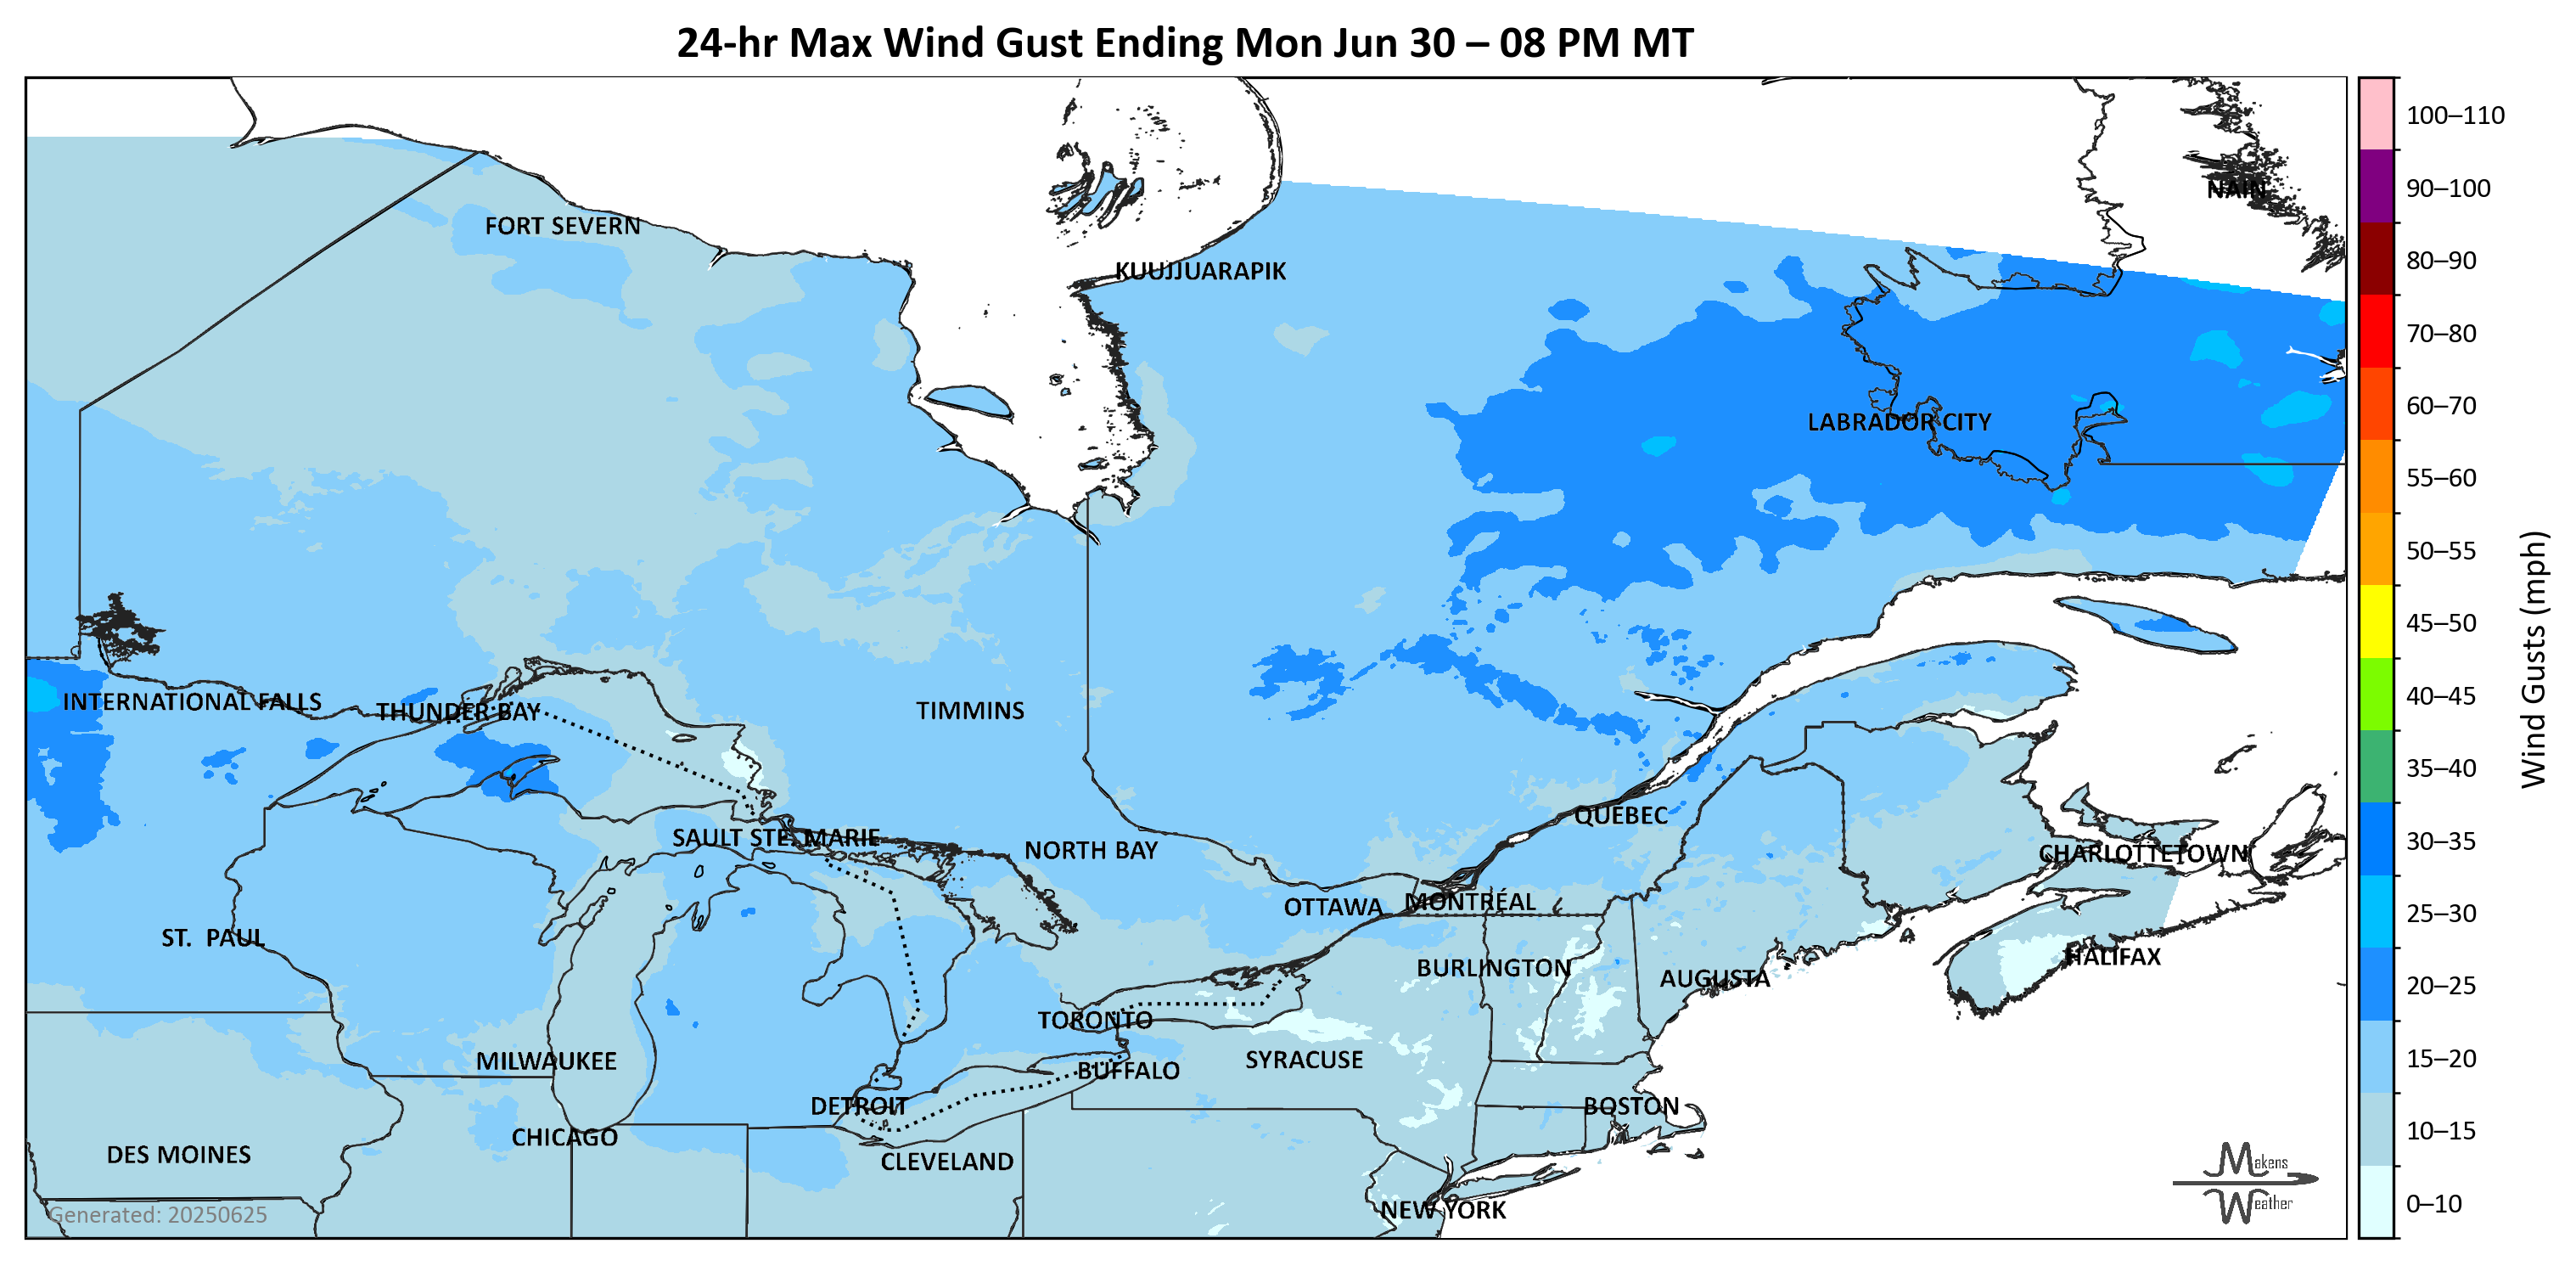 24-hr Max Wind Gust Ending Mon Jun 30 – 08 PM MT
100–110
90–100
80–90
70–80
60–70
55–60
50–55
45–50
40–45
35–40
30–35
25–30
20–25
15–20
10–15
0–10
Wind Gusts (mph)
NAIN
FORT SEVERN
KUUJJUARAPIK
LABRADOR CITY
INTERNATIONAL FALLS
THUNDER BAY
TIMMINS
QUEBEC
SAULT STE. MARIE
NORTH BAY
CHARLOTTETOWN
OTTAWA
MONTRÉAL
ST. PAUL
HALIFAX
BURLINGTON
AUGUSTA
TORONTO
MILWAUKEE
SYRACUSE
BUFFALO
DETROIT
BOSTON
CHICAGO
DES MOINES
CLEVELAND
NEW YORK
Generated: 20250625
Makens
Weather